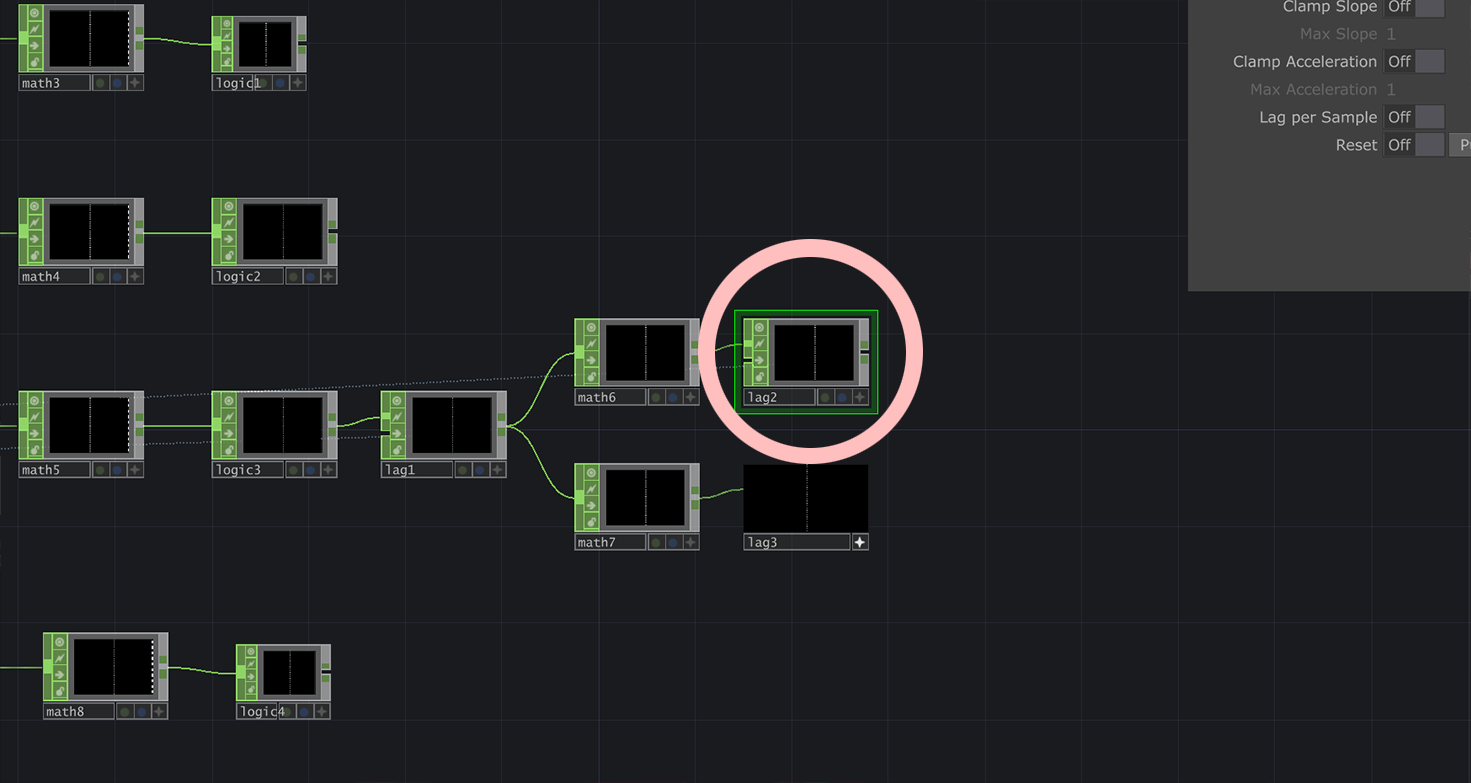 Clamp Slope Off
Max Slope 1
Clamp Acceleration Off
Max Acceleration 1
Lag per Sample Off
Reset Off
math3
logic1
math4
logic2
math6
lag2
math5
logic3
lag1
math7
lag3
math8
logic4